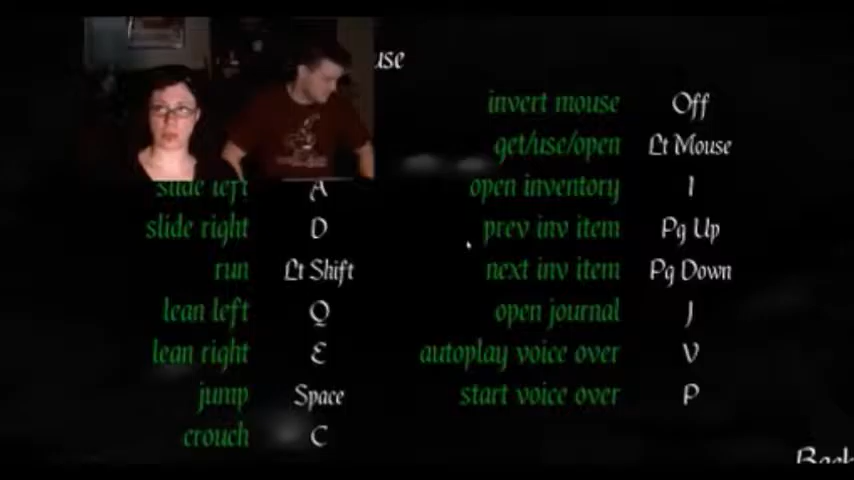 use
invert mouse Off
get/use/open Lt Mouse
slide left A
open inventory I
slide right D
prev inv item Pg Up
run Lt Shift
next inv item Pg Down
lean left Q
open journal J
lean right E
autoplay voice over V
jump Space
start voice over P
crouch C
Back